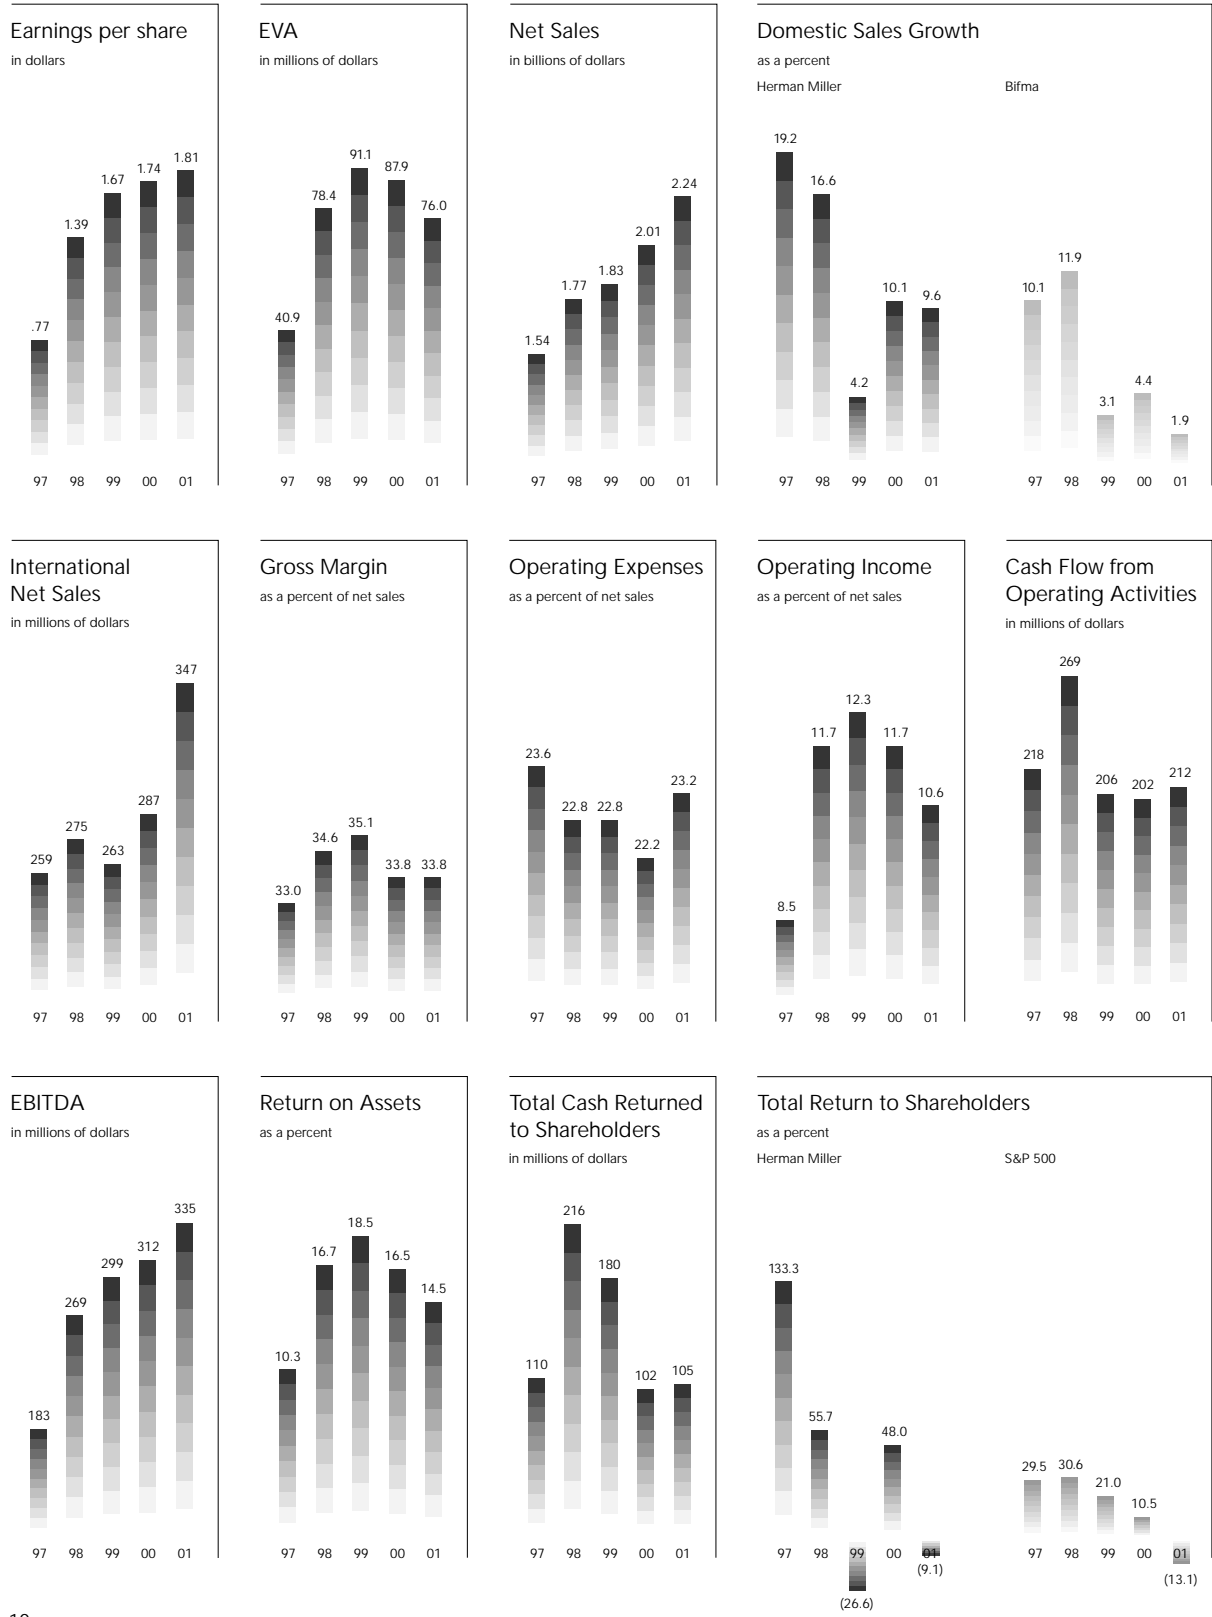 Earnings per share
in dollars
.77
1.39
1.67
1.74
1.81
97 98 99 00 01
EVA
in millions of dollars
40.9
78.4
91.1
87.9
76.0
97 98 99 00 01
Net Sales
in billions of dollars
1.54
1.77
1.83
2.01
2.24
97 98 99 00 01
Domestic Sales Growth
as a percent
Herman Miller
19.2
16.6
4.2
10.1
9.6
97 98 99 00 01
Bifma
10.1
11.9
3.1
4.4
1.9
97 98 99 00 01
International
Net Sales
in millions of dollars
259
275
263
287
347
97 98 99 00 01
Gross Margin
as a percent of net sales
33.0
34.6
35.1
33.8
33.8
97 98 99 00 01
Operating Expenses
as a percent of net sales
23.6
22.8
22.8
22.2
23.2
97 98 99 00 01
Operating Income
as a percent of net sales
8.5
11.7
12.3
11.7
10.6
97 98 99 00 01
Cash Flow from
Operating Activities
in millions of dollars
218
269
206
202
212
97 98 99 00 01
EBITDA
in millions of dollars
183
269
299
312
335
97 98 99 00 01
Return on Assets
as a percent
10.3
16.7
18.5
16.5
14.5
97 98 99 00 01
Total Cash Returned
to Shareholders
in millions of dollars
110
216
180
102
105
97 98 99 00 01
Total Return to Shareholders
as a percent
Herman Miller
133.3
55.7
(26.6)
48.0
(9.1)
97 98 99 00 01
S&P 500
29.5
30.6
21.0
10.5
(13.1)
97 98 99 00 01